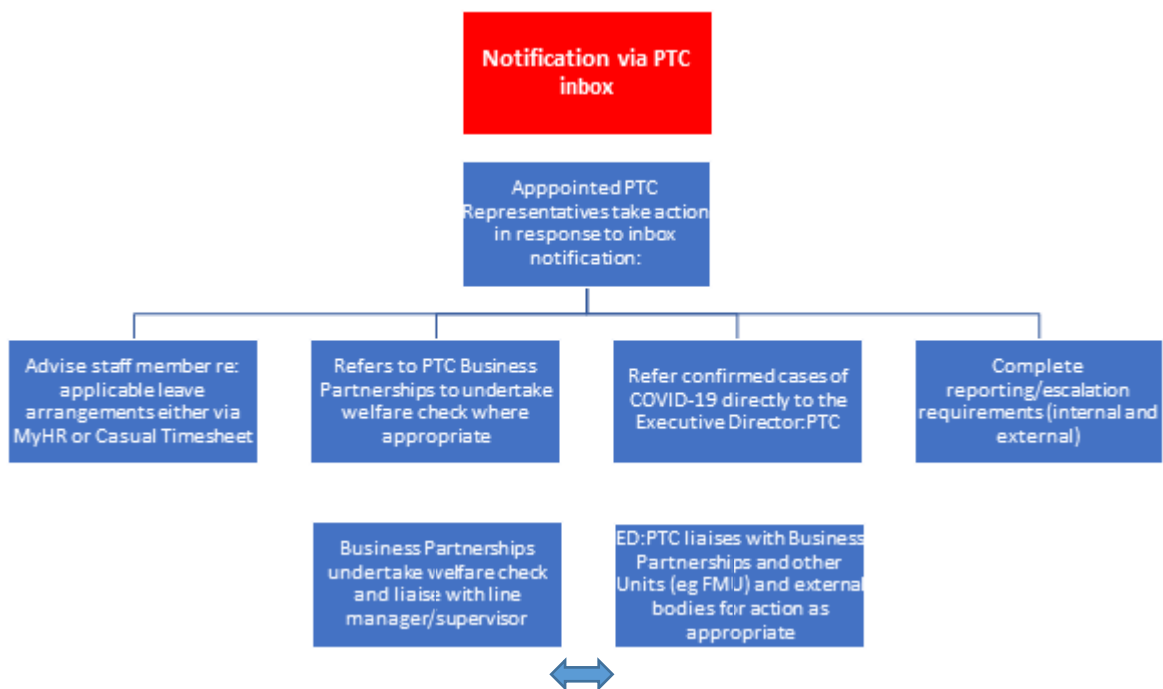 Notification via PTC
inbox
Apppointed PTC
Representatives take action
in response to inbox
notification:
Advise staff member re:
applicable leave
arrangements either via
MyHR or Casual Timesheet
Refers to PTC Business
Partnerships to undertake
welfare check where
appropriate
Refer confirmed cases of
COVID-19 directly to the
Executive Director:PTC
Complete
reporting/escalation
requirements (internal and
external)
Business Partnerships
undertake welfare check
and liaise with line
manager/supervisor
ED:PTC liaises with Business
Partnerships and other
Units (eg FMU) and external
bodies for action as
appropriate